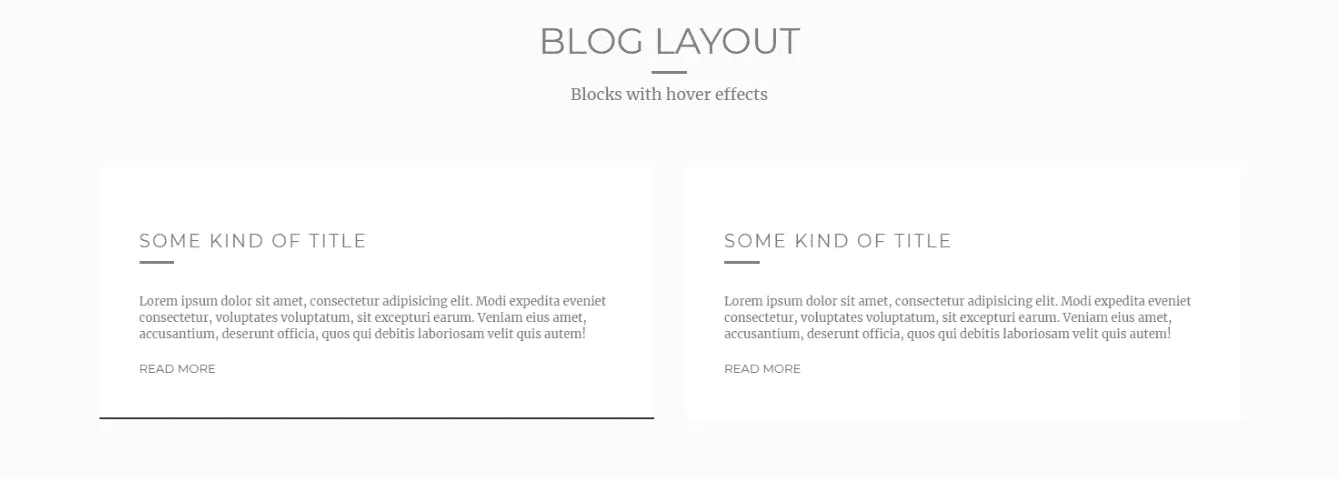 BLOG LAYOUT
Blocks with hover effects
SOME KIND OF TITLE
Lorem ipsum dolor sit amet, consectetur adipisicing elit. Modi expedita eveniet
consectetur, voluptates voluptatum, sit excepturi earum. Veniam eius amet,
accusantium, deserunt officia, quos qui debitis laboriosam velit quis autem!
READ MORE
SOME KIND OF TITLE
Lorem ipsum dolor sit amet, consectetur adipisicing elit. Modi expedita eveniet
consectetur, voluptates voluptatum, sit excepturi earum. Veniam eius amet,
accusantium, deserunt officia, quos qui debitis laboriosam velit quis autem!
READ MORE